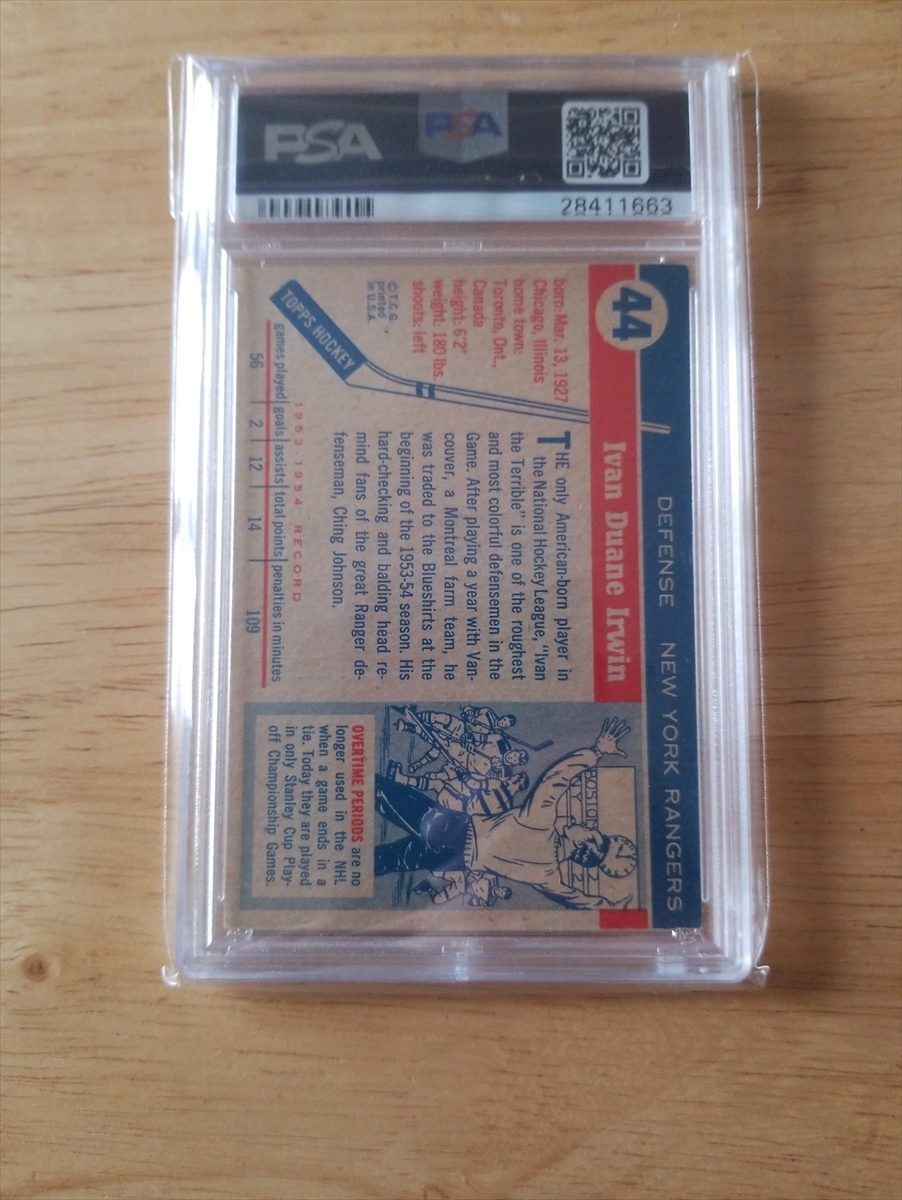 PSA
PSA
28411663
44
DEFENSE NEW YORK RANGERS
Ivan Duane Irwin
born: Mar. 13, 1927
Chicago, Illinois
home town:
Toronto, Ont.,
Canada
height: 6'2"
weight: 180 lbs.
shoots: left
©T.C.G.
printed
in U.S.A.
TOPPS HOCKEY
THE only American-born player in
the National Hockey League, "Ivan
the Terrible" is one of the roughest
and most colorful defensemen in the
Game. After playing a year with Van-
couver, a Montreal farm team, he
was traded to the Blueshirts at the
beginning of the 1953-54 season. His
hard-checking and balding head re-
mind fans of the great Ranger de-
fenseman, Ching Johnson.
1953-1954 RECORD
games played goals assists total points penalties in minutes
56 2 12 14 109
BOSTON
OVERTIME PERIODS are no
longer used in the NHL
when a game ends in a
tie. Today they are played
in only Stanley Cup Play-
off Championship Games.